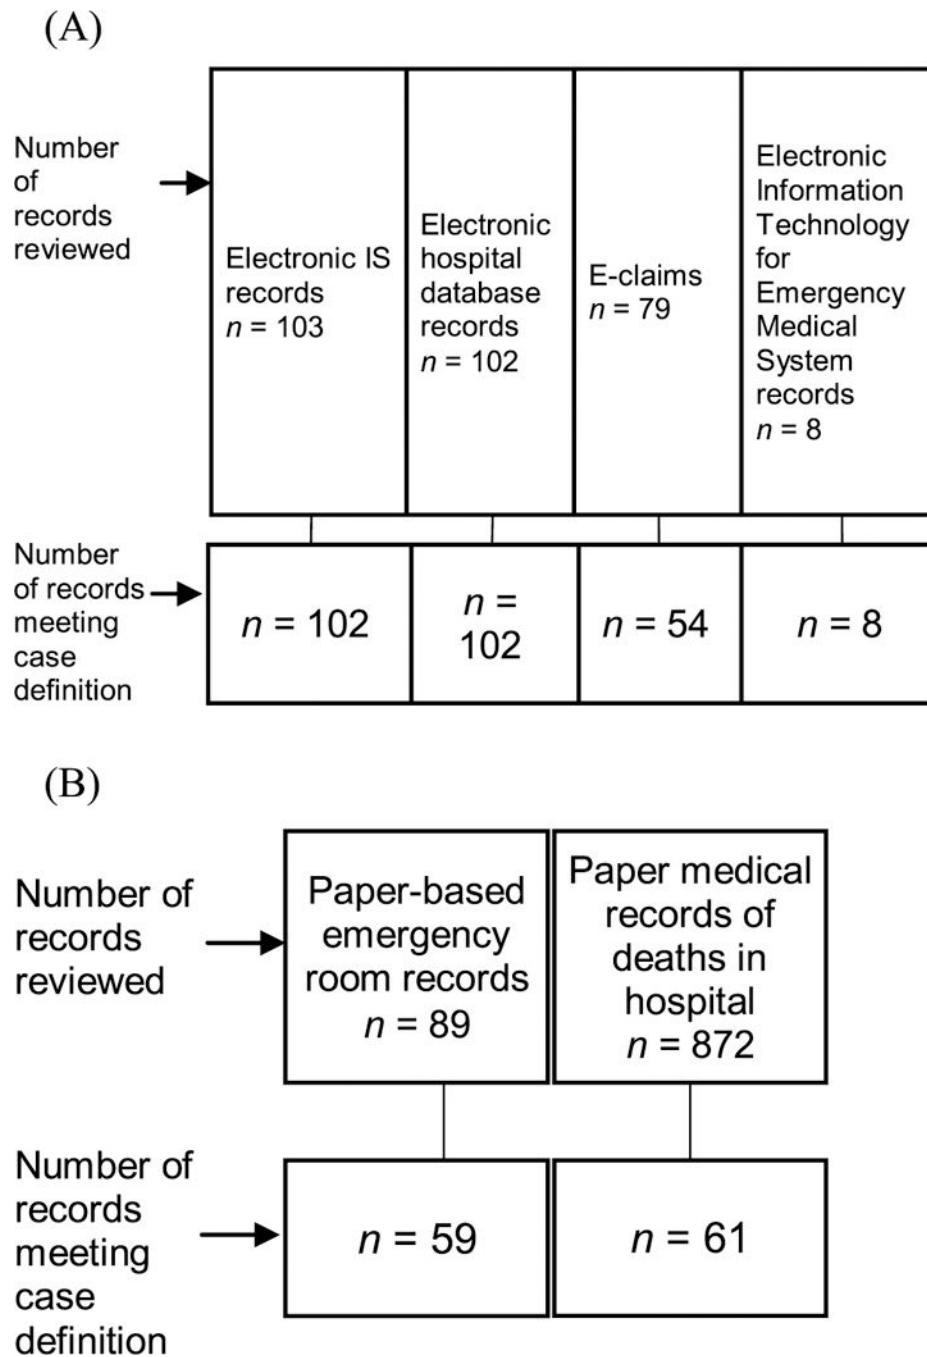 (A)
Number
of
records
reviewed
Electronic IS
records
n = 103
Electronic
hospital
database
records
n = 102
E-claims
n = 79
Electronic
Information
Technology
for
Emergency
Medical
System
records
n = 8
Number
of records
meeting
case
definition
n = 102
n =
102
n = 54
n = 8
(B)
Number of
records
reviewed
Paper-based
emergency
room records
n = 89
Paper medical
records of
deaths in
hospital
n = 872
Number of
records
meeting
case
definition
n = 59
n = 61